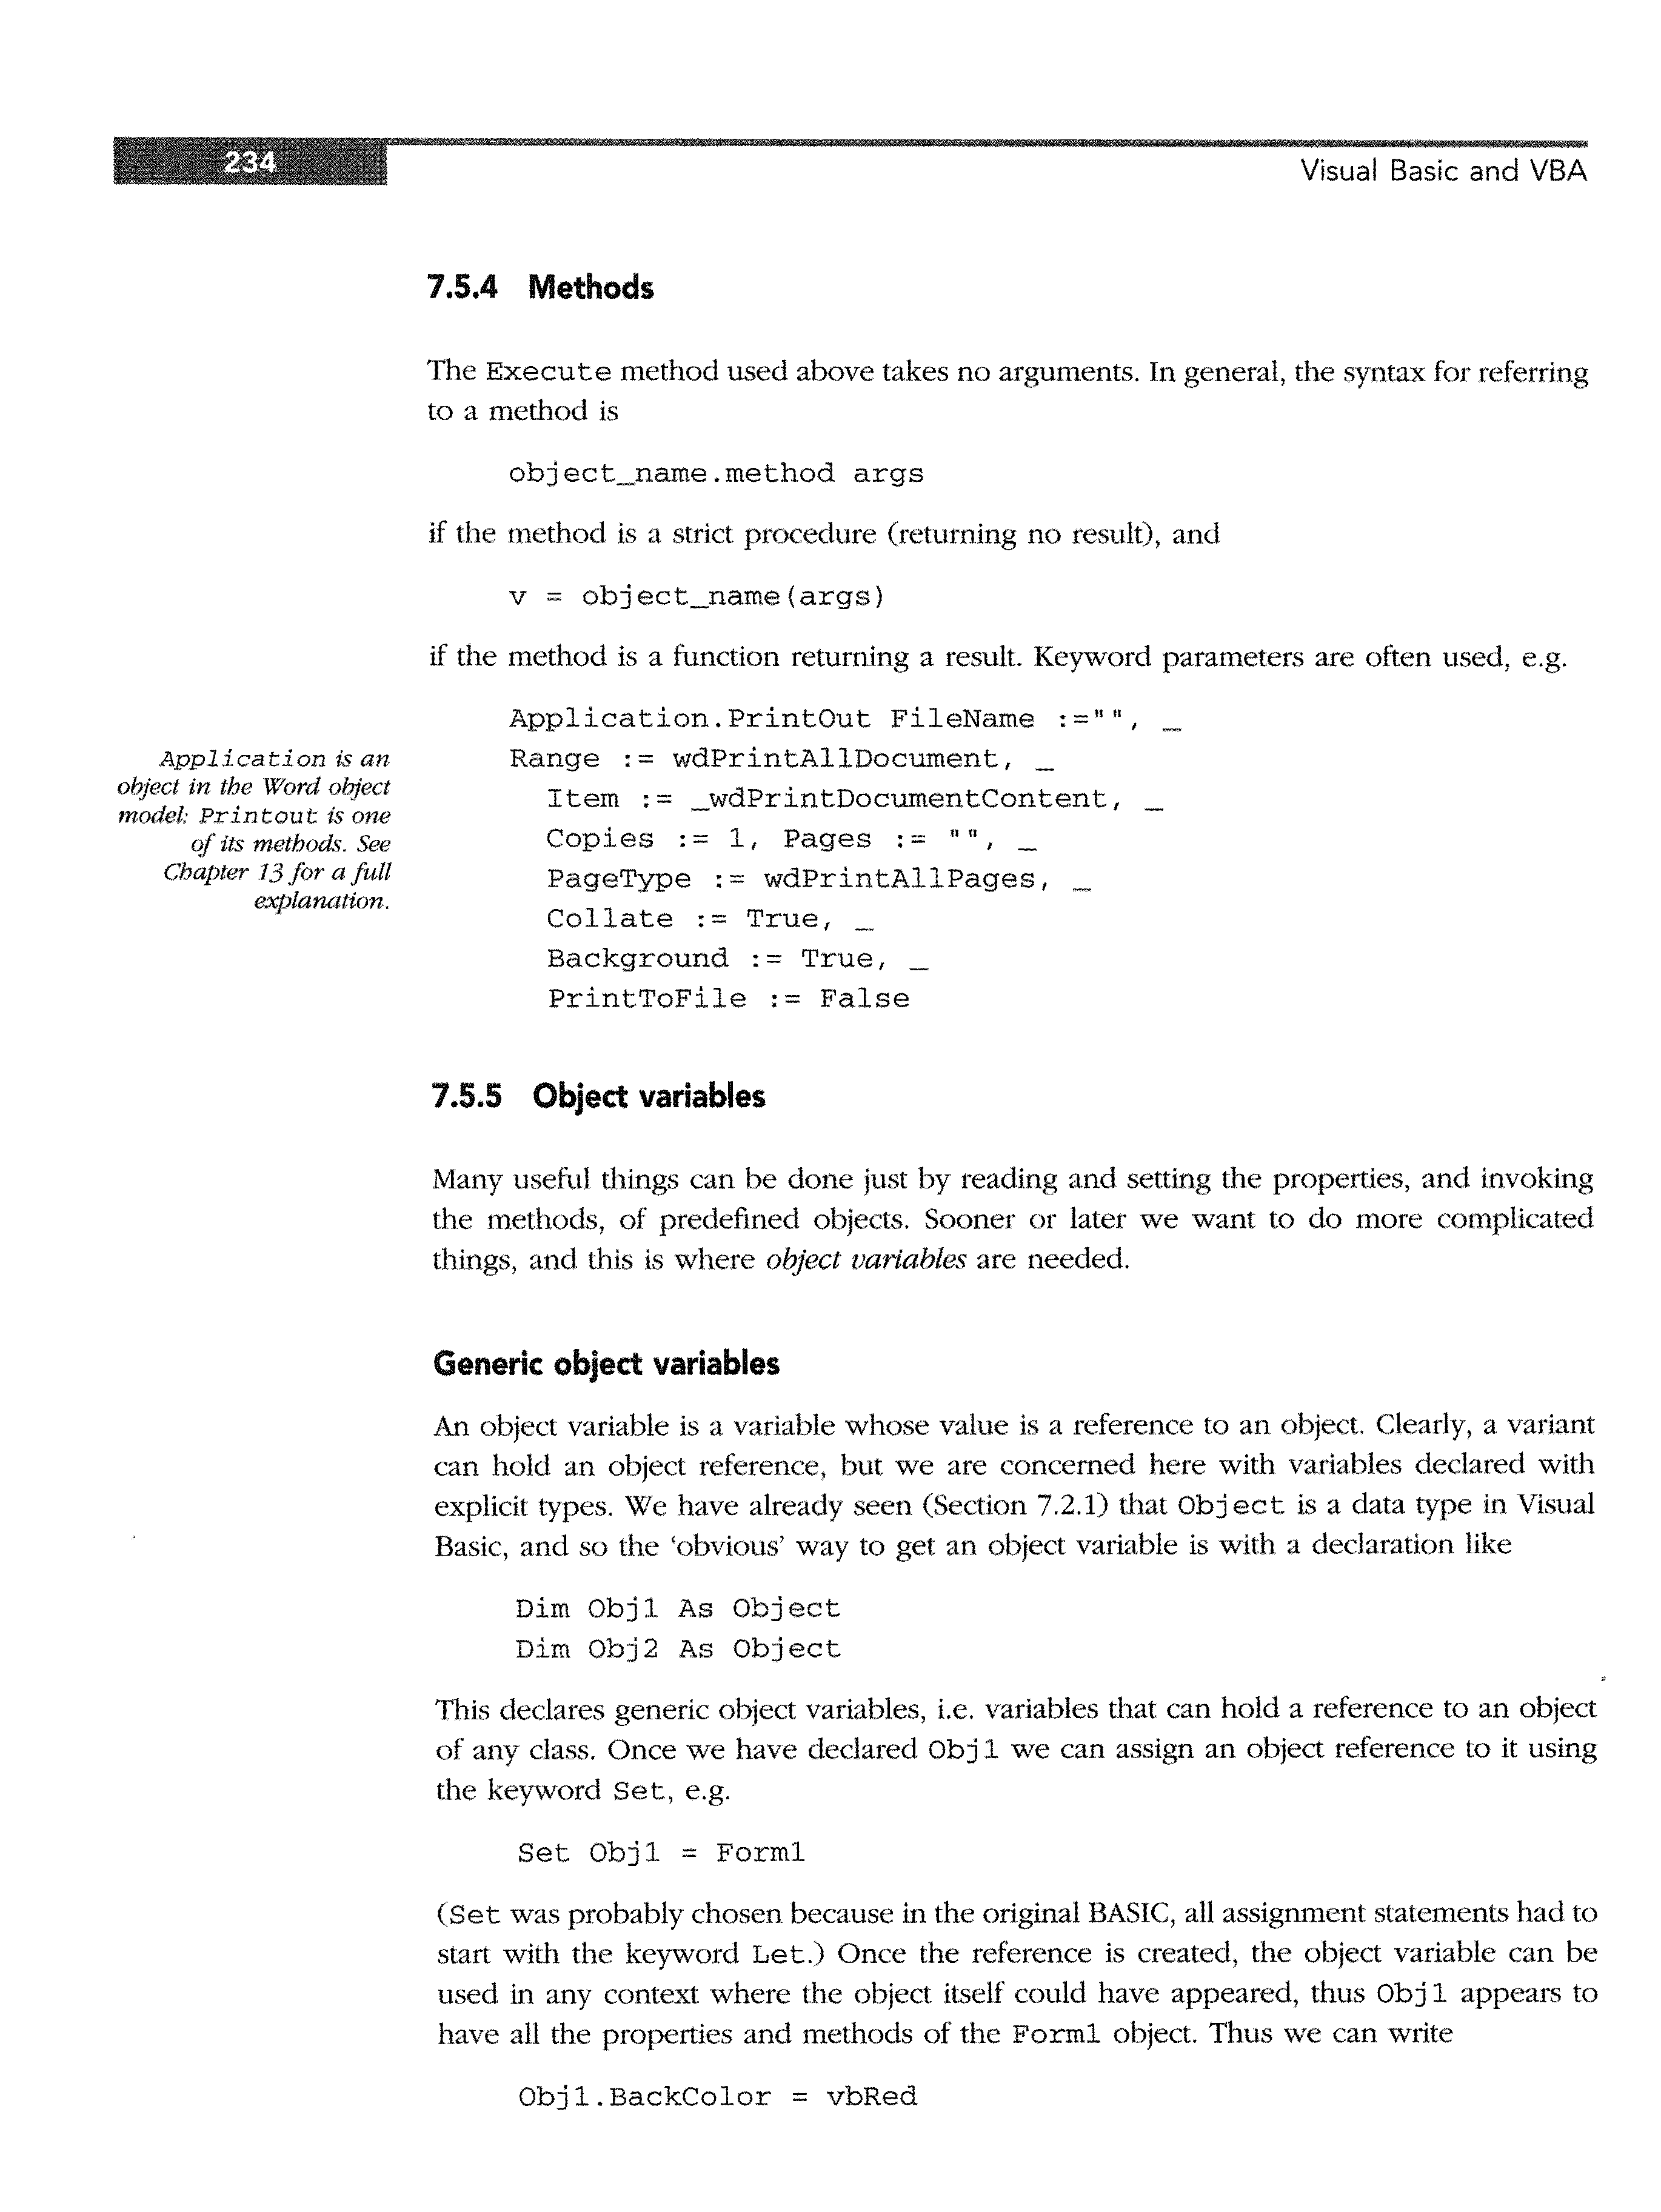 234
Visual Basic and VBA
7.5.4 Methods
The Execute method used above takes no arguments. In general, the syntax for referring
to a method is
object_name.method args
if the method is a strict procedure (returning no result), and
v = object_name(args)
if the method is a function returning a result. Keyword parameters are often used, e.g.
Application.PrintOut FileName :="", _
Range := wdPrintAllDocument, _
Item := _wdPrintDocumentContent, _
Copies := 1, Pages := "", _
PageType := wdPrintAllPages, _
Collate := True, _
Background := True, _
PrintToFile := False
Application is an
object in the Word object
model: Printout is one
of its methods. See
Chapter 13 for a full
explanation.
7.5.5 Object variables
Many useful things can be done just by reading and setting the properties, and invoking
the methods, of predefined objects. Sooner or later we want to do more complicated
things, and this is where object variables are needed.
Generic object variables
An object variable is a variable whose value is a reference to an object. Clearly, a variant
can hold an object reference, but we are concerned here with variables declared with
explicit types. We have already seen (Section 7.2.1) that Object is a data type in Visual
Basic, and so the ‘obvious’ way to get an object variable is with a declaration like
Dim Obj1 As Object
Dim Obj2 As Object
This declares generic object variables, i.e. variables that can hold a reference to an object
of any class. Once we have declared Obj1 we can assign an object reference to it using
the keyword Set, e.g.
Set Obj1 = Form1
(Set was probably chosen because in the original BASIC, all assignment statements had to
start with the keyword Let.) Once the reference is created, the object variable can be
used in any context where the object itself could have appeared, thus Obj1 appears to
have all the properties and methods of the Form1 object. Thus we can write
Obj1.BackColor = vbRed